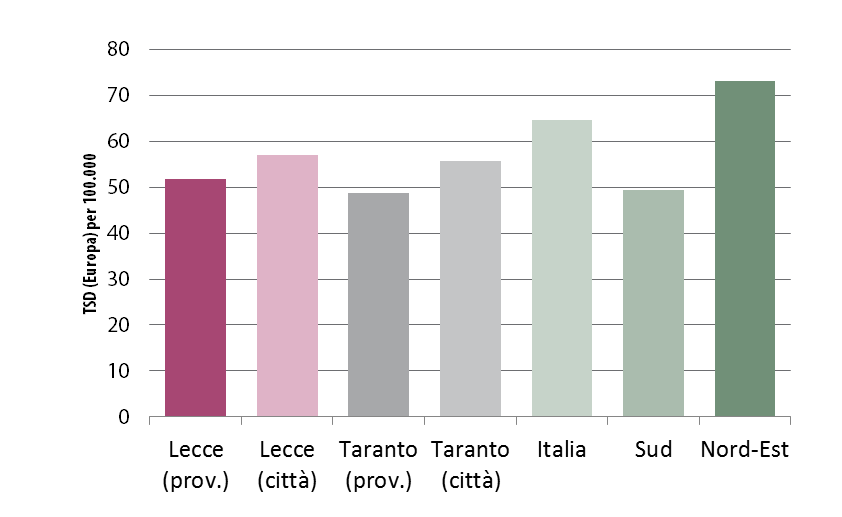 80
70
60
50
40
30
20
10
0
TSD (Europa) per 100.000
Lecce (prov.)
Lecce (città)
Taranto (prov.)
Taranto (città)
Italia
Sud
Nord-Est